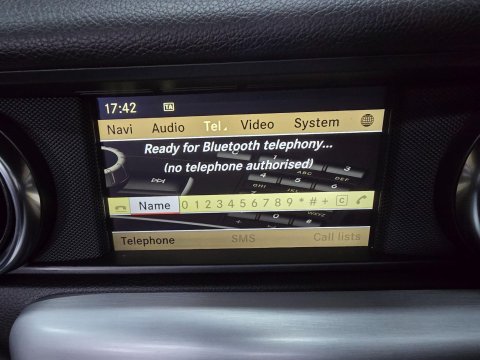 17:42 TA
Navi Audio Tel Video System
Ready for Bluetooth telephony...
(no telephone authorised)
Name 0 1 2 3 4 5 6 7 8 9 * # + C
Telephone SMS Call lists